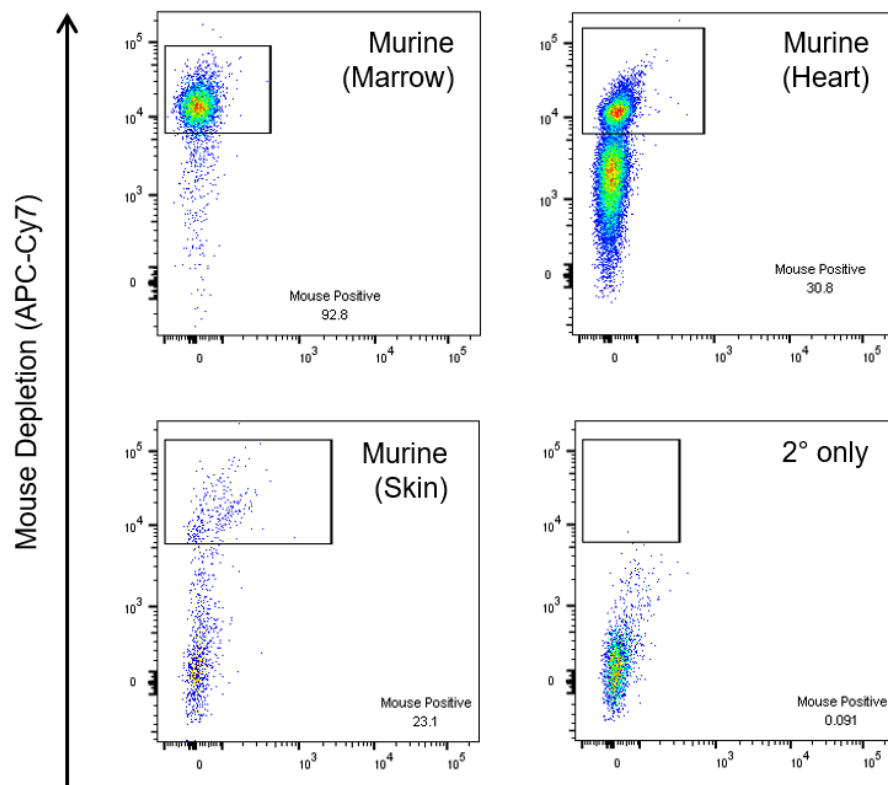 Mouse Depletion (APC-Cy7)
Murine
(Marrow)
10⁵
10⁴
10³
0
Mouse Positive
92.8
0 10³ 10⁴ 10⁵
Murine
(Heart)
10⁵
10⁴
10³
0
Mouse Positive
30.8
0 10³ 10⁴ 10⁵
Murine
(Skin)
10⁵
10⁴
10³
0
Mouse Positive
23.1
0 10³ 10⁴ 10⁵
2° only
10⁵
10⁴
10³
0
Mouse Positive
0.091
0 10³ 10⁴ 10⁵